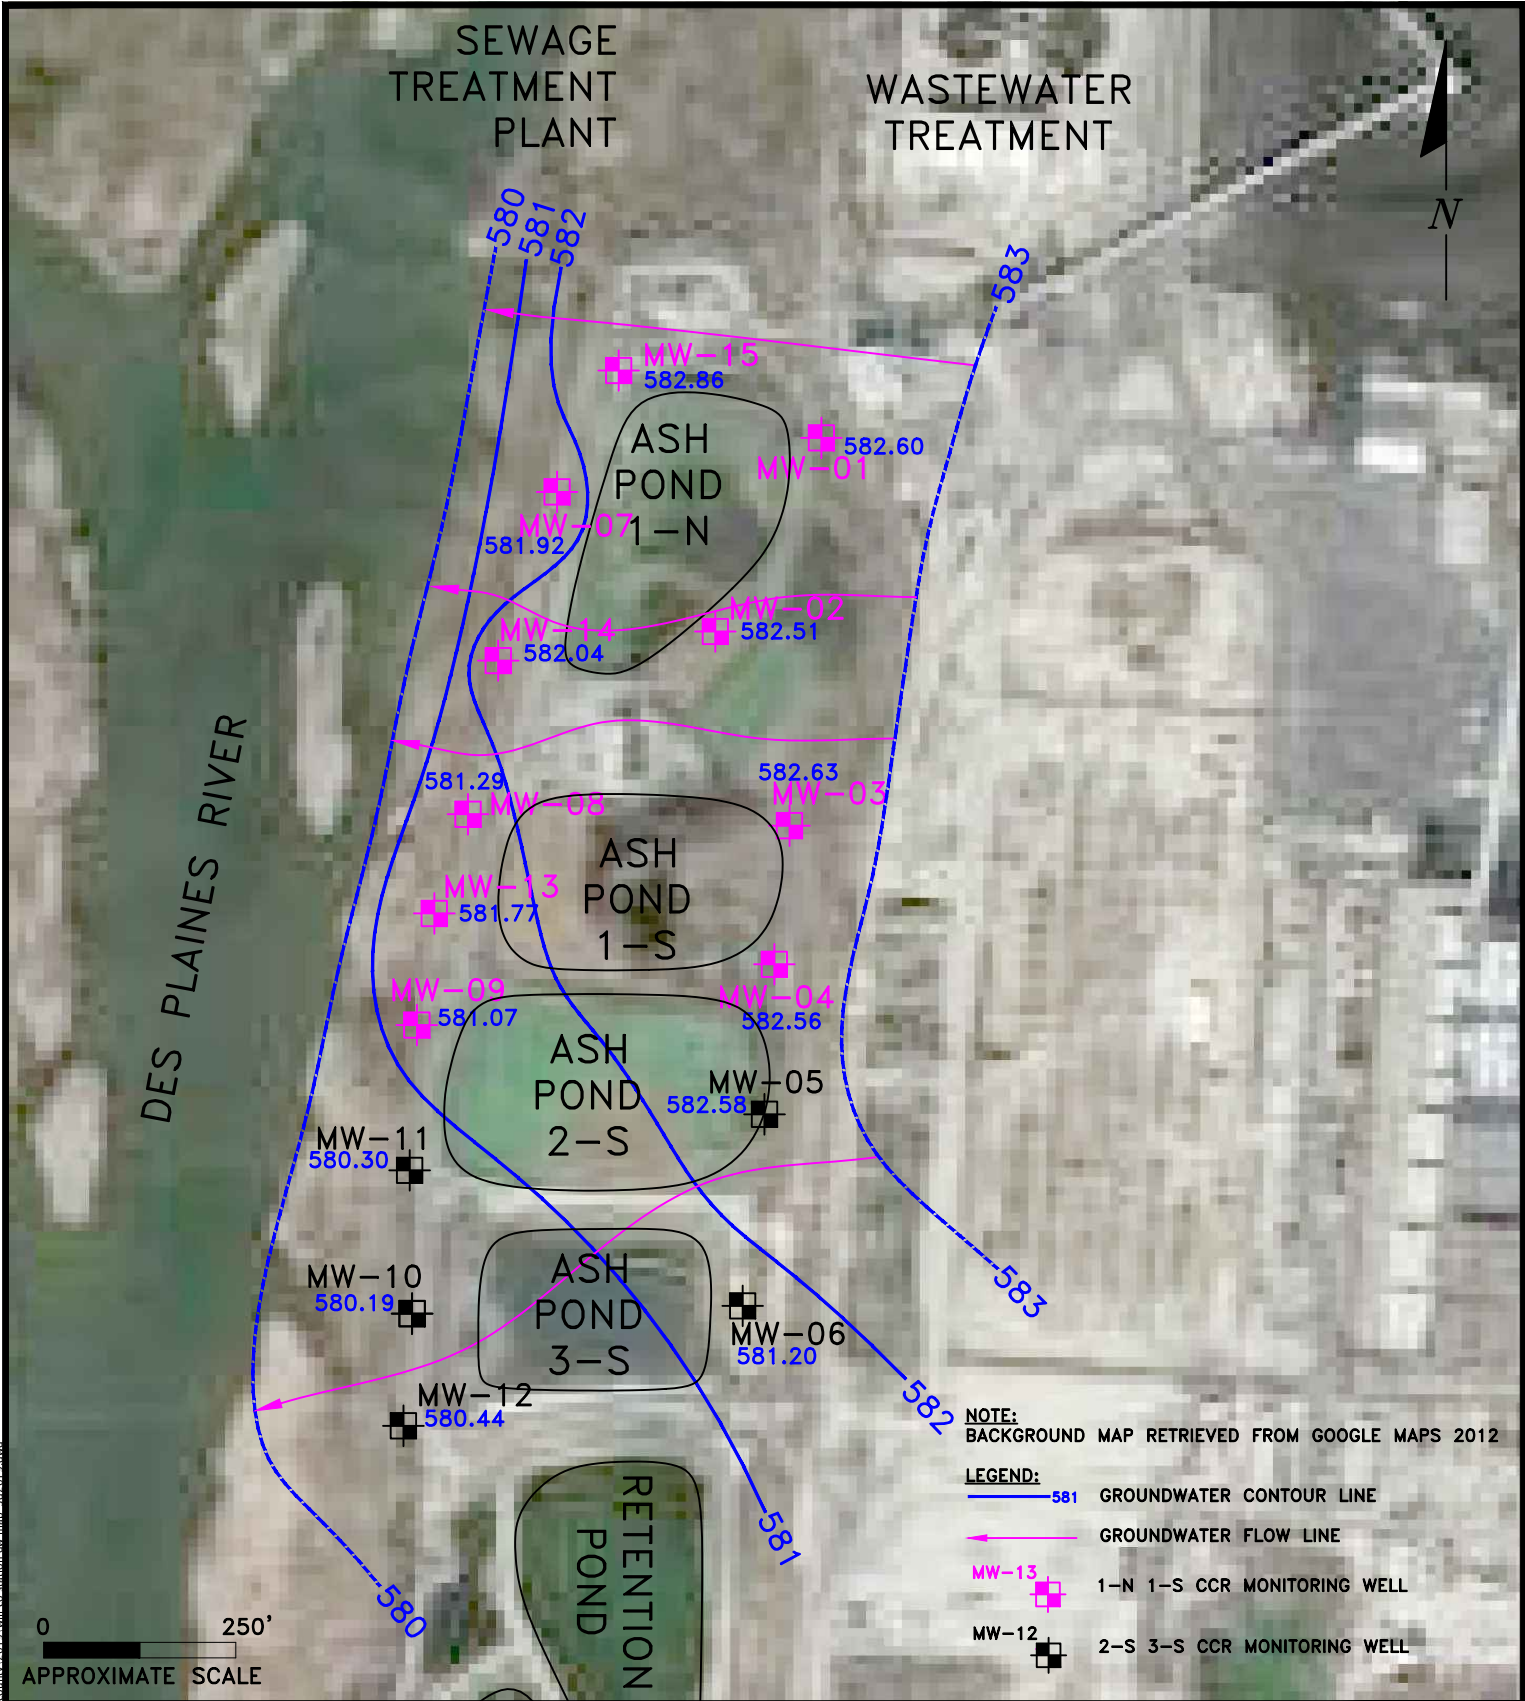 SEWAGE
TREATMENT
PLANT
WASTEWATER
TREATMENT
N
580
581
582
583
MW-15
582.86
MW-01
582.60
MW-07
581.92
ASH
POND
1-N
MW-02
582.51
MW-14
582.04
DES PLAINES RIVER
581.29
MW-08
582.63
MW-03
ASH
POND
1-S
MW-13
581.77
MW-09
581.07
MW-04
582.56
ASH
POND
2-S
MW-05
582.58
MW-11
580.30
MW-10
580.19
ASH
POND
3-S
MW-06
581.20
583
MW-12
580.44
582
581
580
RETENTION
POND
NOTE:
BACKGROUND MAP RETRIEVED FROM GOOGLE MAPS 2012
LEGEND:
581 GROUNDWATER CONTOUR LINE
GROUNDWATER FLOW LINE
MW-13 1-N 1-S CCR MONITORING WELL
MW-12 2-S 3-S CCR MONITORING WELL
0 250'
APPROXIMATE SCALE